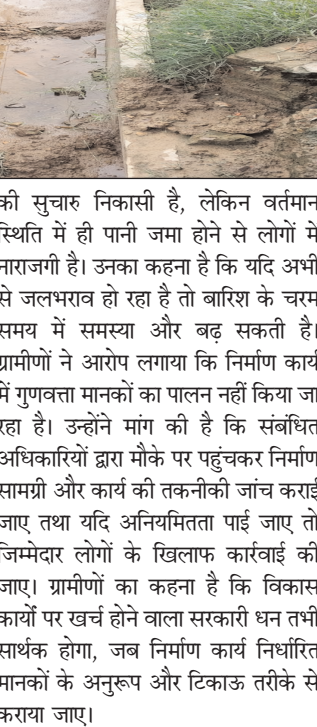 की सुचारु निकासी है, लेकिन वर्तमान
स्थिति में ही पानी जमा होने से लोगों में
नाराजगी है। उनका कहना है कि यदि अभी
से जलभराव हो रहा है तो बारिश के चरम
समय में समस्या और बढ़ सकती है।
ग्रामीणों ने आरोप लगाया कि निर्माण कार्य
में गुणवत्ता मानकों का पालन नहीं किया जा
रहा है। उन्होंने मांग की है कि संबंधित
अधिकारियों द्वारा मौके पर पहुंचकर निर्माण
सामग्री और कार्य की तकनीकी जांच कराई
जाए तथा यदि अनियमितता पाई जाए तो
जिम्मेदार लोगों के खिलाफ कार्रवाई की
जाए। ग्रामीणों का कहना है कि विकास
कार्यों पर खर्च होने वाला सरकारी धन तभी
सार्थक होगा, जब निर्माण कार्य निर्धारित
मानकों के अनुरूप और टिकाऊ तरीके से
कराया जाए।